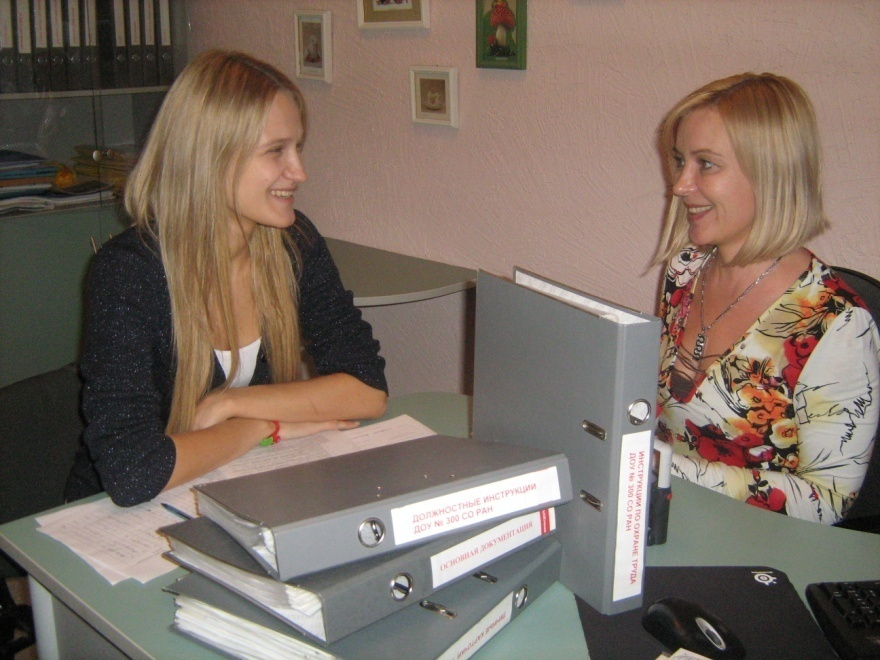 ДОЛЖНОСТНЫЕ ИНСТРУКЦИИ
ДОУ № 300 СО РАН
ОСНОВНАЯ ДОКУМЕНТАЦИЯ
ИНСТРУКЦИИ ПО ОХРАНЕ ТРУДА
ДОУ № 300 СО РАН